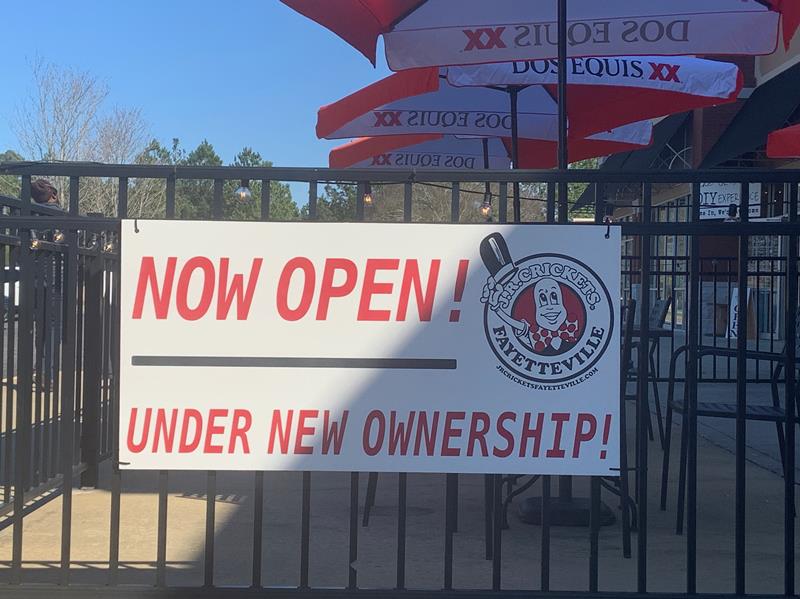 XX DOS EQUIS
DOS EQUIS XX
XX DOS EQUIS
XX DOS EQUIS
DIY
NOW OPEN!
J.R. CRICKETS
FAYETTEVILLE
JRCRICKETSFAYETTEVILLE.COM
UNDER NEW OWNERSHIP!